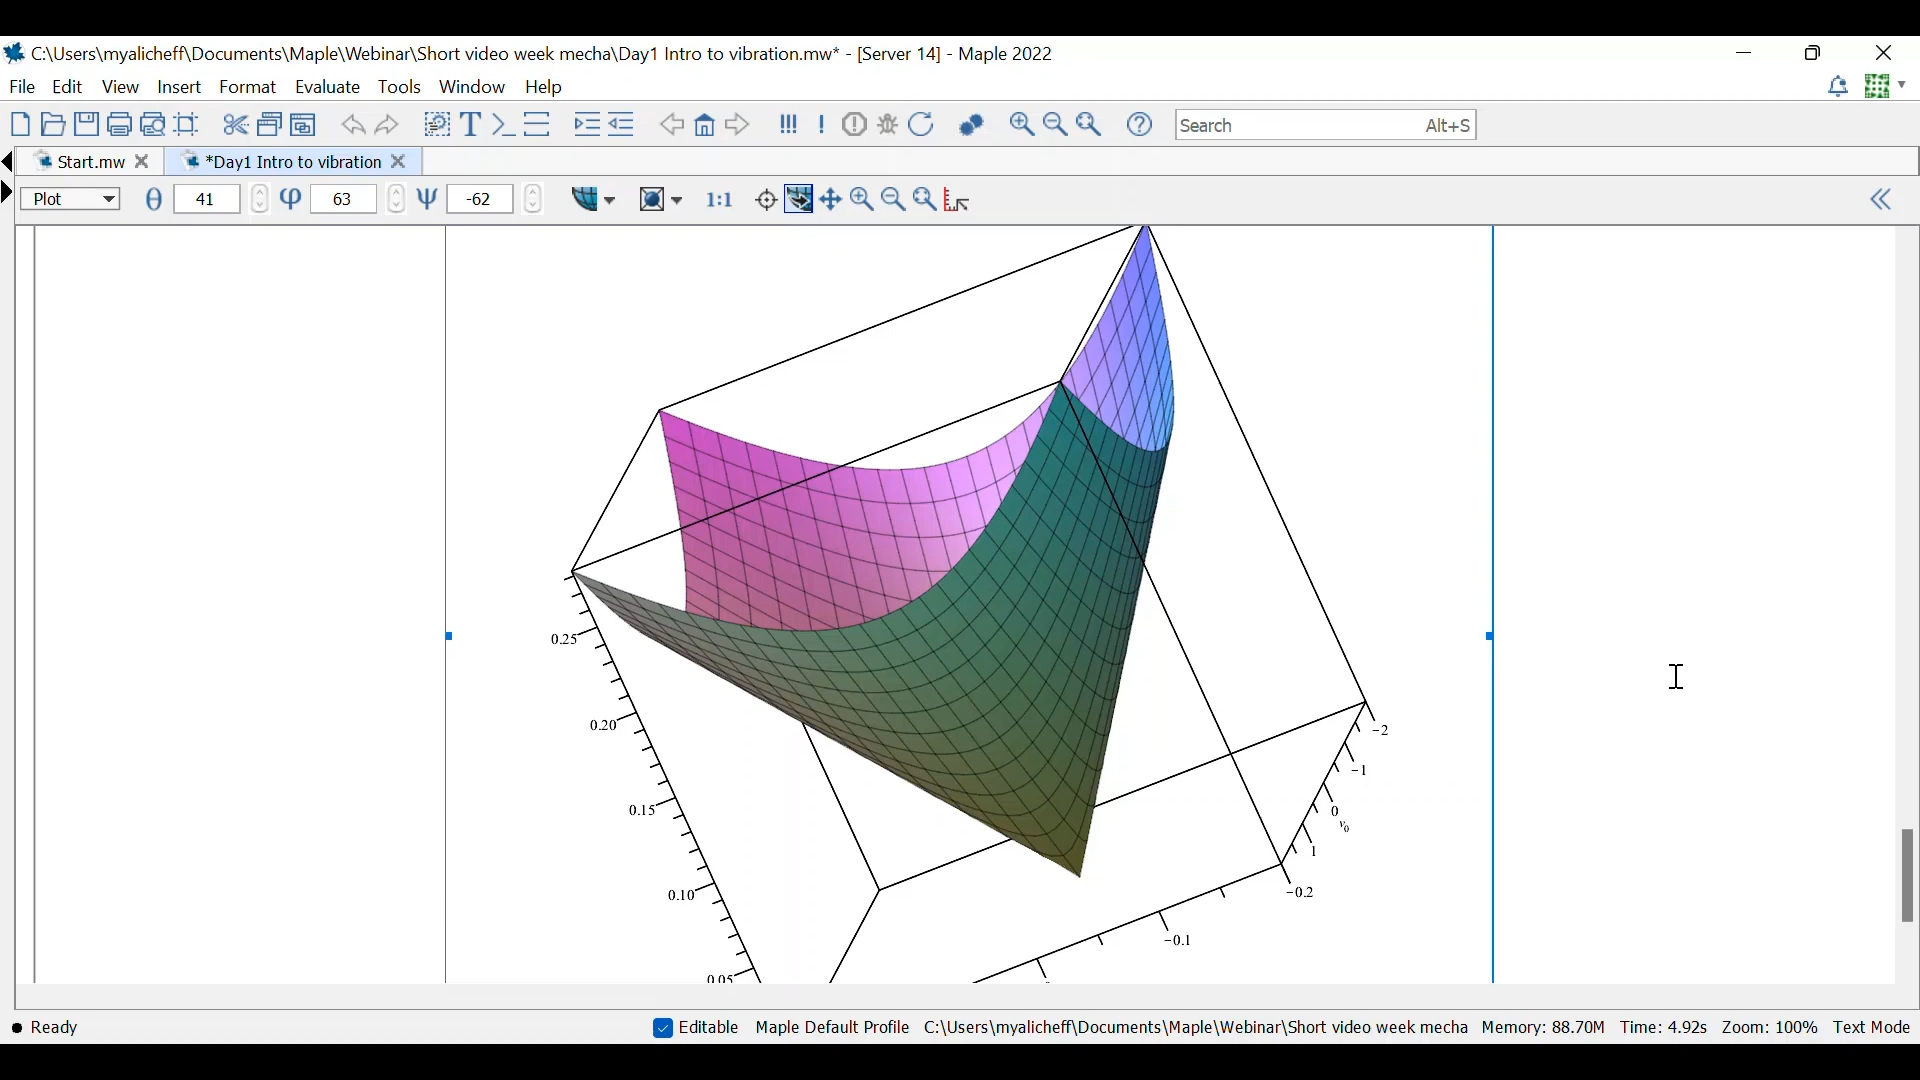 C:\Users\myalicheff\Documents\Maple\Webinar\Short video week mecha\Day1 Intro to vibration.mw* - [Server 14] - Maple 2022
File Edit View Insert Format Evaluate Tools Window Help
Search Alt+S
Start.mw *Day1 Intro to vibration
Plot θ 41 φ 63 ψ -62 1:1
0.25
0.20
0.15
0.10
0.05
-2
-1
0
v0
1
-0.2
-0.1
Ready Editable Maple Default Profile C:\Users\myalicheff\Documents\Maple\Webinar\Short video week mecha Memory: 88.70M Time: 4.92s Zoom: 100% Text Mode